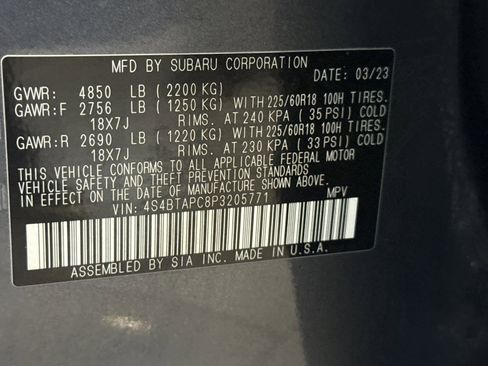 MFD BY SUBARU CORPORATION
DATE: 03/23
GVWR: 4850 LB (2200 KG)
GAWR:F 2756 LB (1250 KG) WITH 225/60R18 100H TIRES.
18X7J RIMS. AT 240 KPA (35 PSI) COLD
GAWR:R 2690 LB (1220 KG) WITH 225/60R18 100H TIRES.
18X7J RIMS. AT 230 KPA (33 PSI) COLD
THIS VEHICLE CONFORMS TO ALL APPLICABLE FEDERAL MOTOR
VEHICLE SAFETY AND THEFT PREVENTION STANDARDS
IN EFFECT ON THE DATE OF MANUFACTURE SHOWN ABOVE.
VIN: 4S4BTAPC8P3205771 MPV
ASSEMBLED BY SIA INC. MADE IN U.S.A.